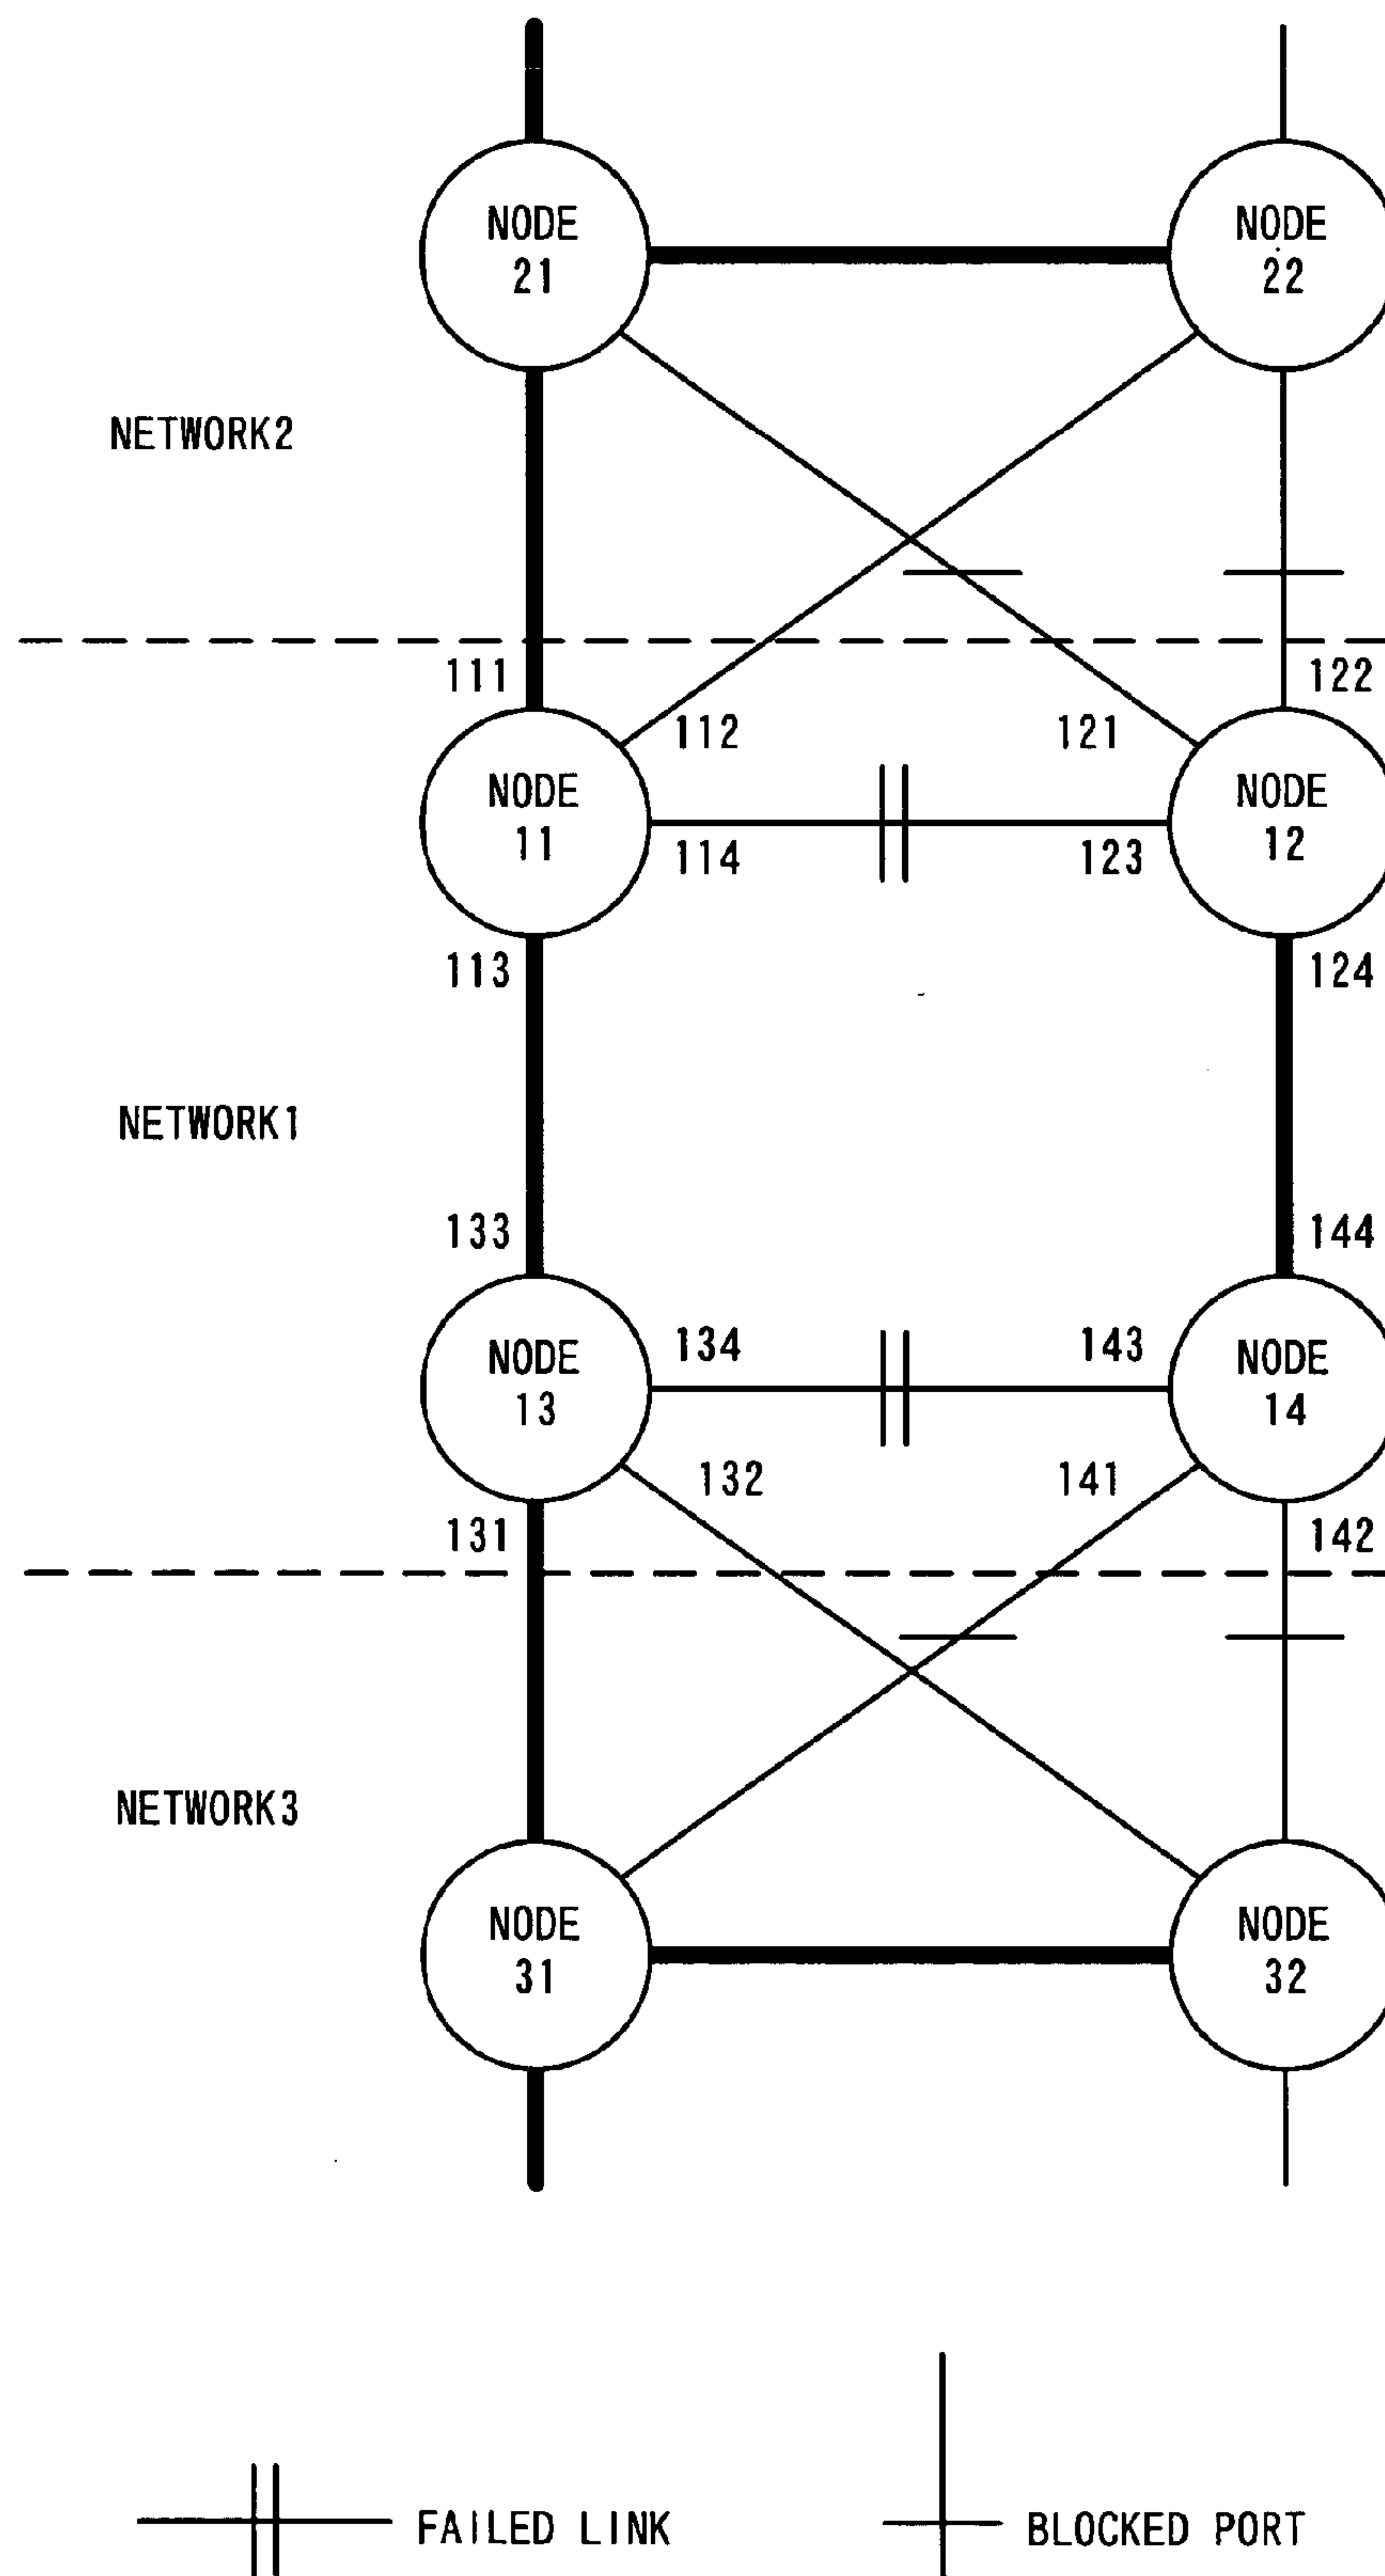 NODE
21
NODE
22
NETWORK2
111
122
112
121
NODE
11
NODE
12
114
123
113
124
NETWORK1
133
144
134
143
NODE
13
NODE
14
132
141
131
142
NETWORK3
NODE
31
NODE
32
FAILED LINK
BLOCKED PORT